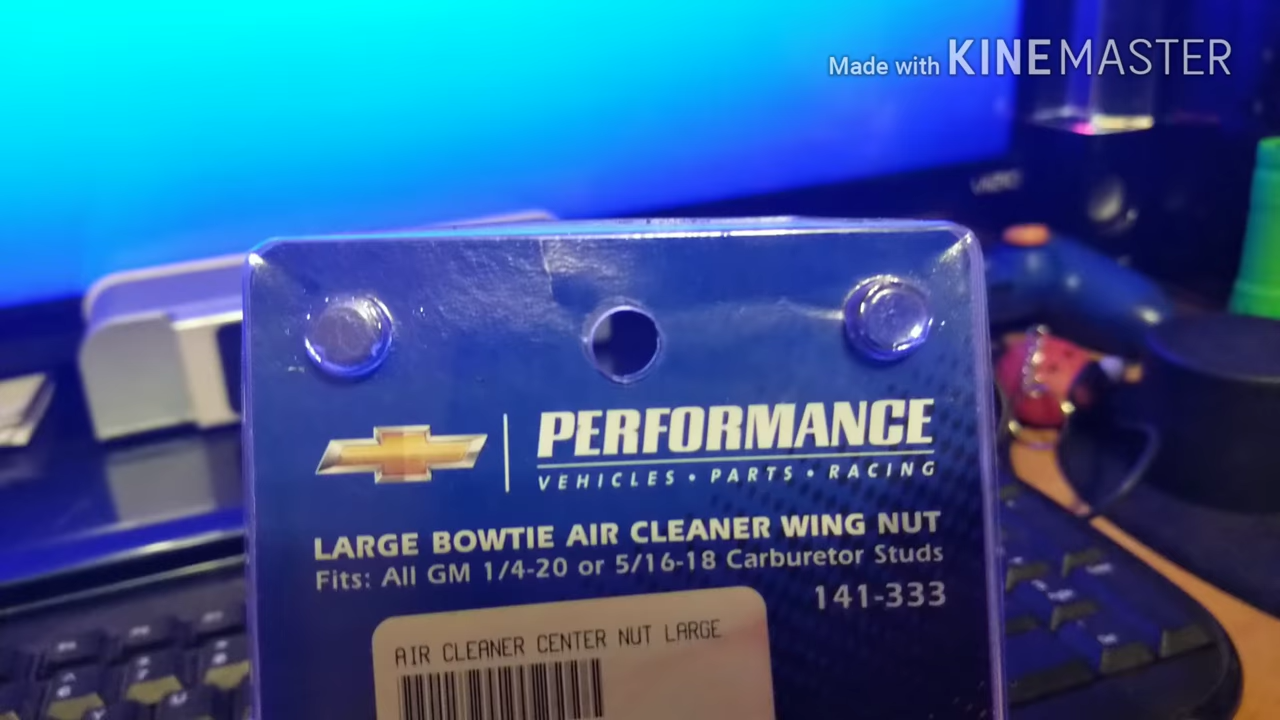 Made with KINEMASTER
VIZIO
PERFORMANCE
VEHICLES • PARTS • RACING
LARGE BOWTIE AIR CLEANER WING NUT
Fits: All GM 1/4-20 or 5/16-18 Carburetor Studs
141-333
AIR CLEANER CENTER NUT LARGE